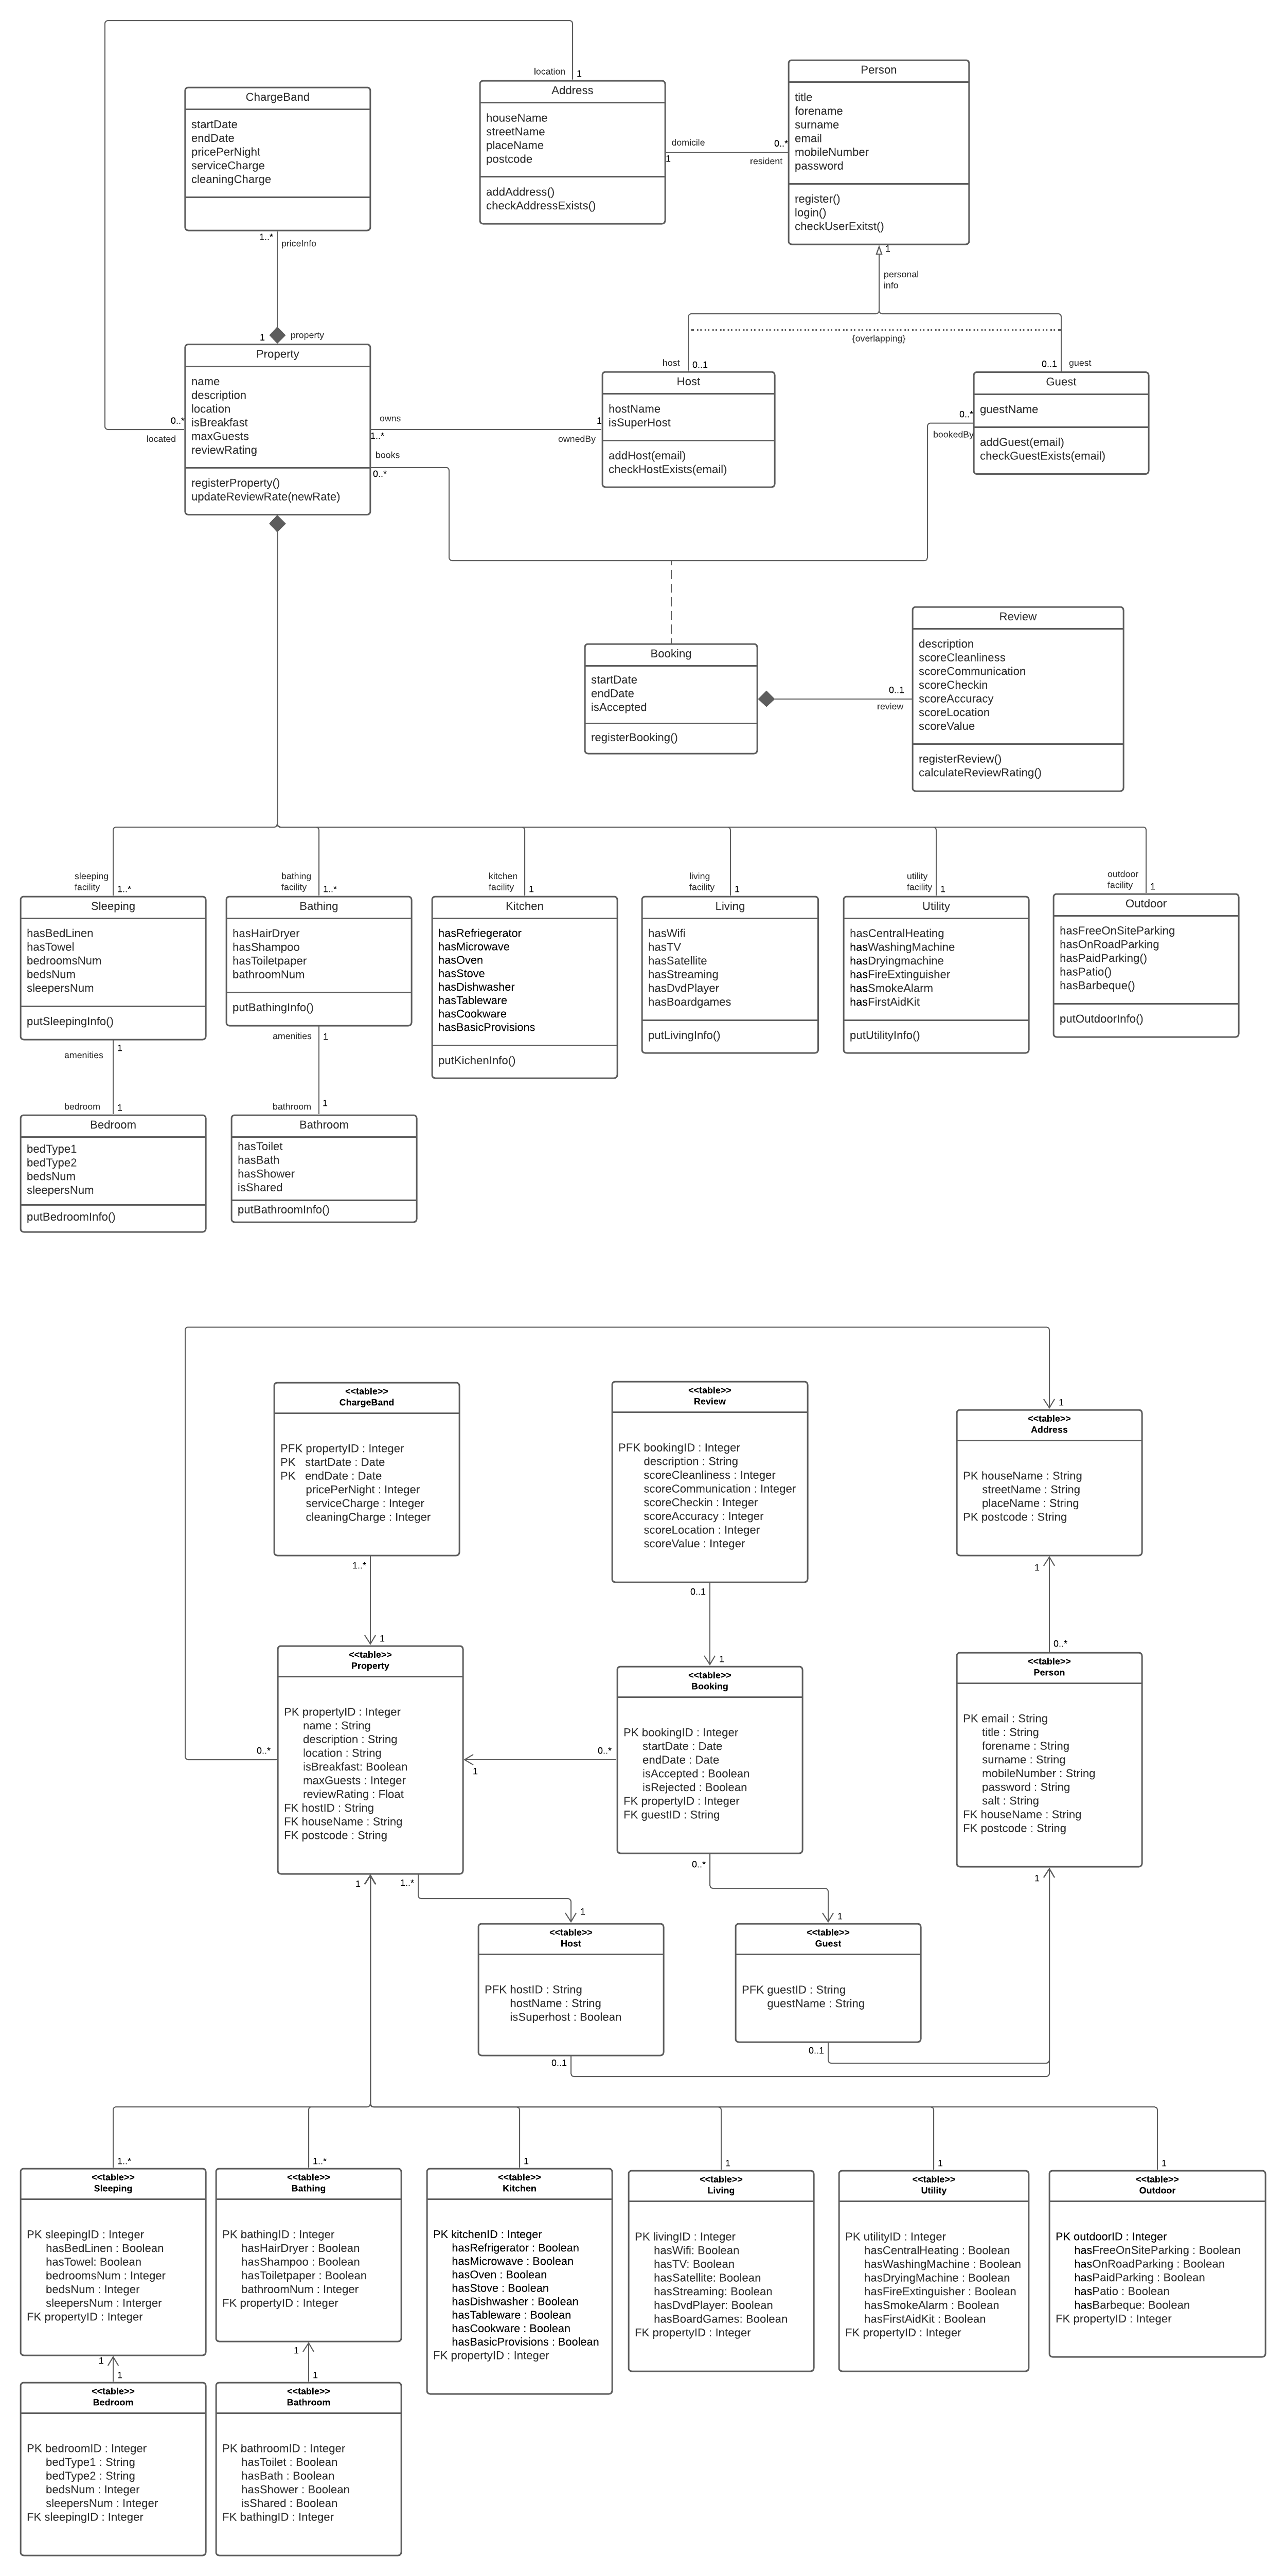 location
1
Address
houseName
streetName
placeName
postcode
addAddress()
checkAddressExists()
domicile
1
0..*
resident
Person
title
forename
surname
email
mobileNumber
password
register()
login()
checkUserExitst()
1
personal
info
{overlapping}
ChargeBand
startDate
endDate
pricePerNight
serviceCharge
cleaningCharge
1..*
priceInfo
1
property
Property
name
description
location
isBreakfast
maxGuests
reviewRating
registerProperty()
updateReviewRate(newRate)
0..*
located
owns
1..*
books
0..*
1
ownedBy
host
0..1
Host
hostName
isSuperHost
addHost(email)
checkHostExists(email)
0..1
guest
Guest
guestName
addGuest(email)
checkGuestExists(email)
0..*
bookedBy
Booking
startDate
endDate
isAccepted
registerBooking()
0..1
review
Review
description
scoreCleanliness
scoreCommunication
scoreCheckin
scoreAccuracy
scoreLocation
scoreValue
registerReview()
calculateReviewRating()
sleeping
facility
1..*
Sleeping
hasBedLinen
hasTowel
bedroomsNum
bedsNum
sleepersNum
putSleepingInfo()
amenities
1
bedroom
1
Bedroom
bedType1
bedType2
bedsNum
sleepersNum
putBedroomInfo()
bathing
facility
1..*
Bathing
hasHairDryer
hasShampoo
hasToiletpaper
bathroomNum
putBathingInfo()
amenities
1
bathroom
1
Bathroom
hasToilet
hasBath
hasShower
isShared
putBathroomInfo()
kitchen
facility
1
Kitchen
hasRefriegerator
hasMicrowave
hasOven
hasStove
hasDishwasher
hasTableware
hasCookware
hasBasicProvisions
putKichenInfo()
living
facility
1
Living
hasWifi
hasTV
hasSatellite
hasStreaming
hasDvdPlayer
hasBoardgames
putLivingInfo()
utility
facility
1
Utility
hasCentralHeating
hasWashingMachine
hasDryingmachine
hasFireExtinguisher
hasSmokeAlarm
hasFirstAidKit
putUtilityInfo()
outdoor
facility
1
Outdoor
hasFreeOnSiteParking
hasOnRoadParking
hasPaidParking()
hasPatio()
hasBarbeque()
putOutdoorInfo()
<<table>>
ChargeBand
PFK propertyID : Integer
PK startDate : Date
PK endDate : Date
pricePerNight : Integer
serviceCharge : Integer
cleaningCharge : Integer
1..*
1
<<table>>
Review
PFK bookingID : Integer
description : String
scoreCleanliness : Integer
scoreCommunication : Integer
scoreCheckin : Integer
scoreAccuracy : Integer
scoreLocation : Integer
scoreValue : Integer
0..1
1
1
<<table>>
Address
PK houseName : String
streetName : String
placeName : String
PK postcode : String
1
0..*
<<table>>
Property
PK propertyID : Integer
name : String
description : String
location : String
isBreakfast: Boolean
maxGuests : Integer
reviewRating : Float
FK hostID : String
FK houseName : String
FK postcode : String
0..*
1
1..*
1
0..*
<<table>>
Booking
PK bookingID : Integer
startDate : Date
endDate : Date
isAccepted : Boolean
isRejected : Boolean
FK propertyID : Integer
FK guestID : String
0..*
<<table>>
Person
PK email : String
title : String
forename : String
surname : String
mobileNumber : String
password : String
salt : String
FK houseName : String
FK postcode : String
1
1
<<table>>
Host
PFK hostID : String
hostName : String
isSuperhost : Boolean
0..1
1
<<table>>
Guest
PFK guestID : String
guestName : String
0..1
1..*
<<table>>
Sleeping
PK sleepingID : Integer
hasBedLinen : Boolean
hasTowel: Boolean
bedroomsNum : Integer
bedsNum : Integer
sleepersNum : Interger
FK propertyID : Integer
1
1
<<table>>
Bedroom
PK bedroomID : Integer
bedType1 : String
bedType2 : String
bedsNum : Integer
sleepersNum : Integer
FK sleepingID : Integer
1..*
<<table>>
Bathing
PK bathingID : Integer
hasHairDryer : Boolean
hasShampoo : Boolean
hasToiletpaper : Boolean
bathroomNum : Integer
FK propertyID : Integer
1
1
<<table>>
Bathroom
PK bathroomID : Integer
hasToilet : Boolean
hasBath : Boolean
hasShower : Boolean
isShared : Boolean
FK bathingID : Integer
1
<<table>>
Kitchen
PK kitchenID : Integer
hasRefrigerator : Boolean
hasMicrowave : Boolean
hasOven : Boolean
hasStove : Boolean
hasDishwasher : Boolean
hasTableware : Boolean
hasCookware : Boolean
hasBasicProvisions : Boolean
FK propertyID : Integer
1
<<table>>
Living
PK livingID : Integer
hasWifi: Boolean
hasTV: Boolean
hasSatellite: Boolean
hasStreaming: Boolean
hasDvdPlayer: Boolean
hasBoardGames: Boolean
FK propertyID : Integer
1
<<table>>
Utility
PK utilityID : Integer
hasCentralHeating : Boolean
hasWashingMachine : Boolean
hasDryingMachine : Boolean
hasFireExtinguisher : Boolean
hasSmokeAlarm : Boolean
hasFirstAidKit : Boolean
FK propertyID : Integer
1
<<table>>
Outdoor
PK outdoorID : Integer
hasFreeOnSiteParking : Boolean
hasOnRoadParking : Boolean
hasPaidParking : Boolean
hasPatio : Boolean
hasBarbeque: Boolean
FK propertyID : Integer